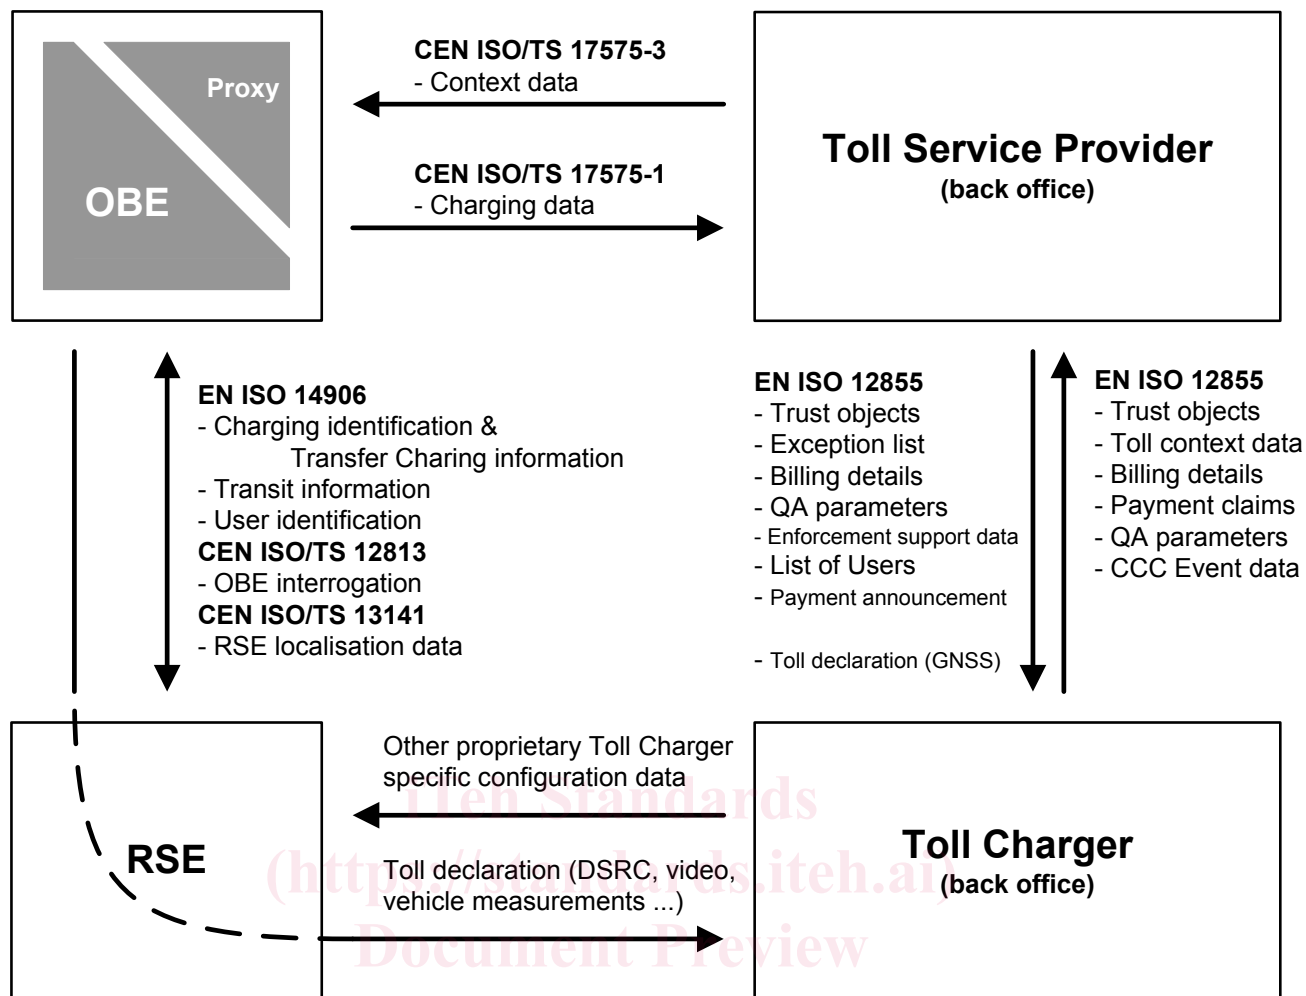 CEN ISO/TS 17575-3
- Context data
Proxy
OBE
CEN ISO/TS 17575-1
- Charging data
Toll Service Provider
(back office)
EN ISO 14906
- Charging identification &
Transfer Charing information
- Transit information
- User identification
CEN ISO/TS 12813
- OBE interrogation
CEN ISO/TS 13141
- RSE localisation data
EN ISO 12855
- Trust objects
- Exception list
- Billing details
- QA parameters
- Enforcement support data
- List of Users
- Payment announcement
- Toll declaration (GNSS)
EN ISO 12855
- Trust objects
- Toll context data
- Billing details
- Payment claims
- QA parameters
- CCC Event data
RSE
Other proprietary Toll Charger
specific configuration data
Toll declaration (DSRC, video,
vehicle measurements ...)
Toll Charger
(back office)
iTeh Standards
(https://standards.iteh.ai)
Document Preview